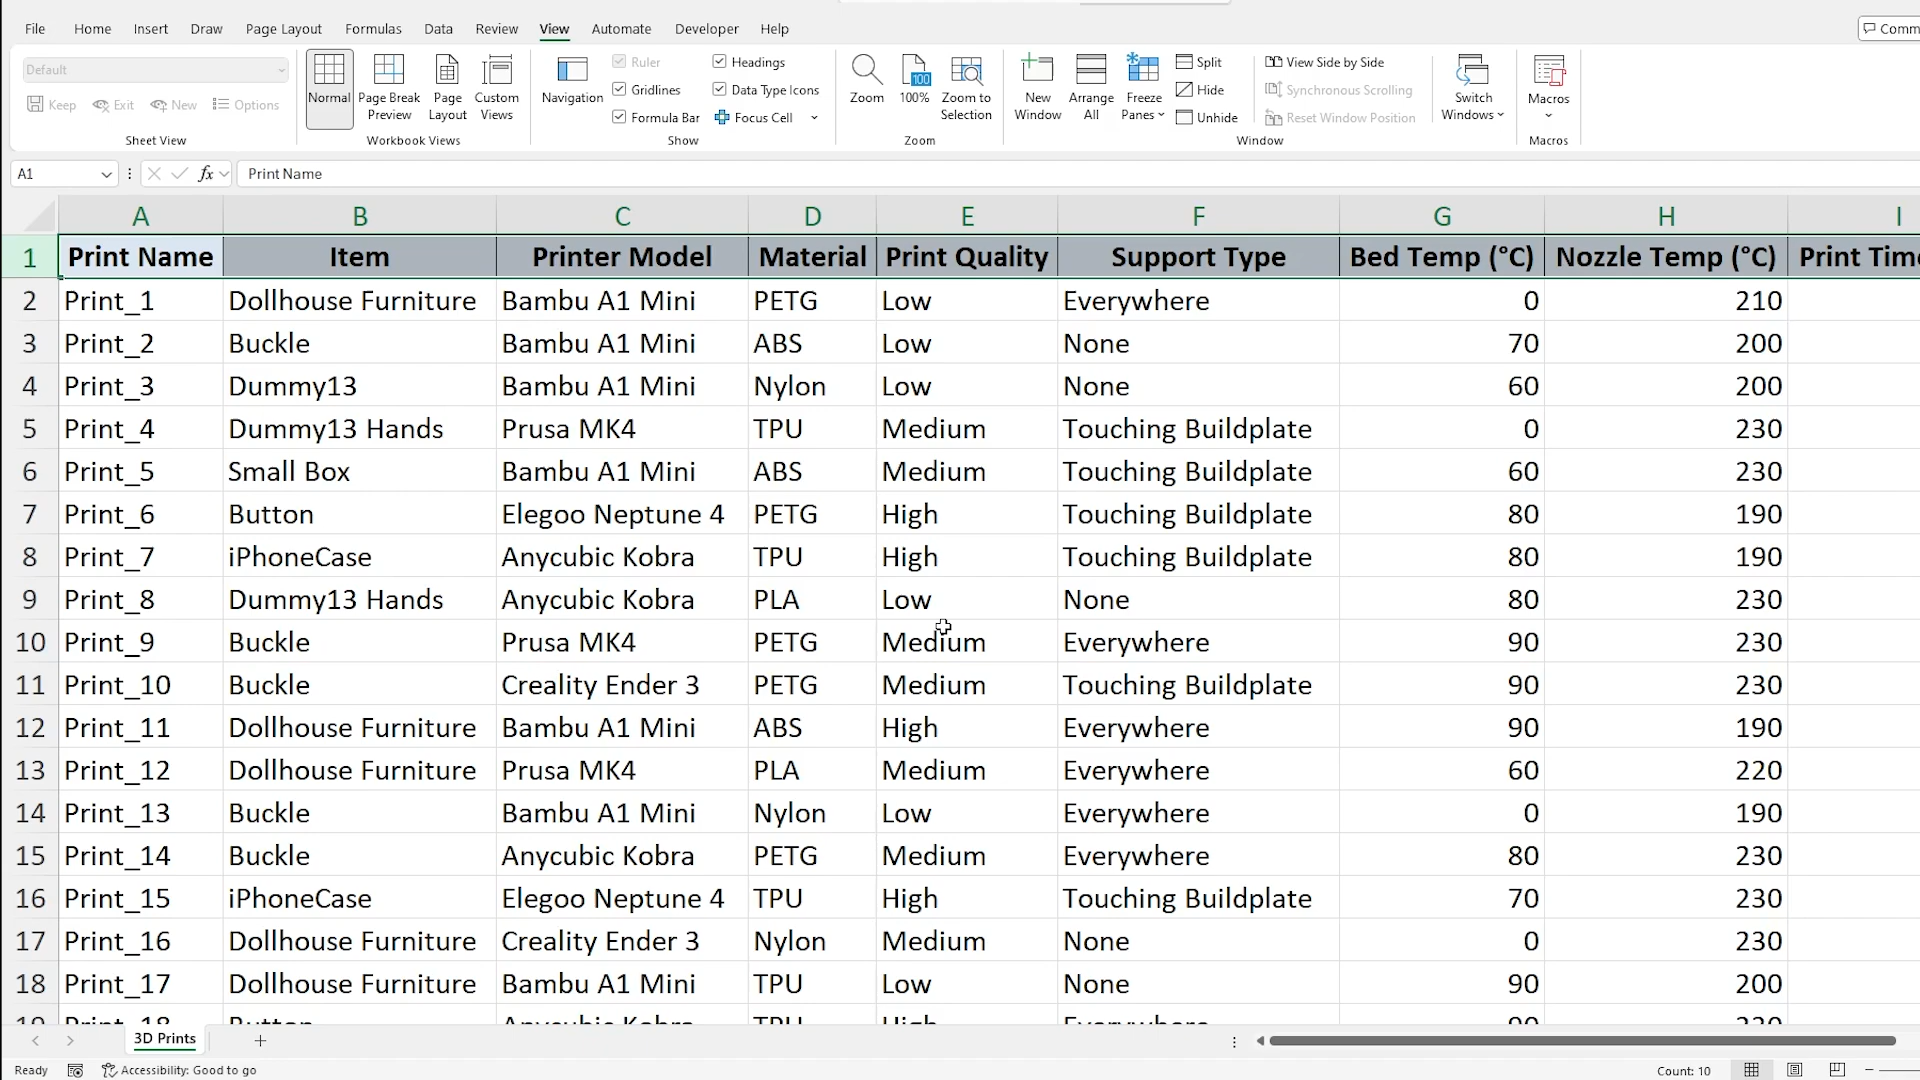 File Home Insert Draw Page Layout Formulas Data Review View Automate Developer Help Comm
Default
Keep Exit New Options
Sheet View
Normal Page Break Preview Page Layout Custom Views
Workbook Views
Navigation
Ruler Headings
Gridlines Data Type Icons
Formula Bar Focus Cell
Show
Zoom 100 100% Zoom to Selection
Zoom
New Window Arrange All Freeze Panes
Split
Hide
Unhide
View Side by Side
Synchronous Scrolling
Reset Window Position
Switch Windows
Window
Macros
Macros
A1 fx Print Name
A B C D E F G H I
1 Print Name Item Printer Model Material Print Quality Support Type Bed Temp (°C) Nozzle Temp (°C) Print Tim
2 Print_1 Dollhouse Furniture Bambu A1 Mini PETG Low Everywhere 0 210
3 Print_2 Buckle Bambu A1 Mini ABS Low None 70 200
4 Print_3 Dummy13 Bambu A1 Mini Nylon Low None 60 200
5 Print_4 Dummy13 Hands Prusa MK4 TPU Medium Touching Buildplate 0 230
6 Print_5 Small Box Bambu A1 Mini ABS Medium Touching Buildplate 60 230
7 Print_6 Button Elegoo Neptune 4 PETG High Touching Buildplate 80 190
8 Print_7 iPhoneCase Anycubic Kobra TPU High Touching Buildplate 80 190
9 Print_8 Dummy13 Hands Anycubic Kobra PLA Low None 80 230
10 Print_9 Buckle Prusa MK4 PETG Medium Everywhere 90 230
11 Print_10 Buckle Creality Ender 3 PETG Medium Touching Buildplate 90 230
12 Print_11 Dollhouse Furniture Bambu A1 Mini ABS High Everywhere 90 190
13 Print_12 Dollhouse Furniture Prusa MK4 PLA Medium Everywhere 60 220
14 Print_13 Buckle Bambu A1 Mini Nylon Low Everywhere 0 190
15 Print_14 Buckle Anycubic Kobra PETG Medium Everywhere 80 230
16 Print_15 iPhoneCase Elegoo Neptune 4 TPU High Touching Buildplate 70 230
17 Print_16 Dollhouse Furniture Creality Ender 3 Nylon Medium None 0 230
18 Print_17 Dollhouse Furniture Bambu A1 Mini TPU Low None 90 200
19 Print_18 Button Anycubic Kobra TPU High Everywhere 90 230
3D Prints
Ready Accessibility: Good to go Count: 10